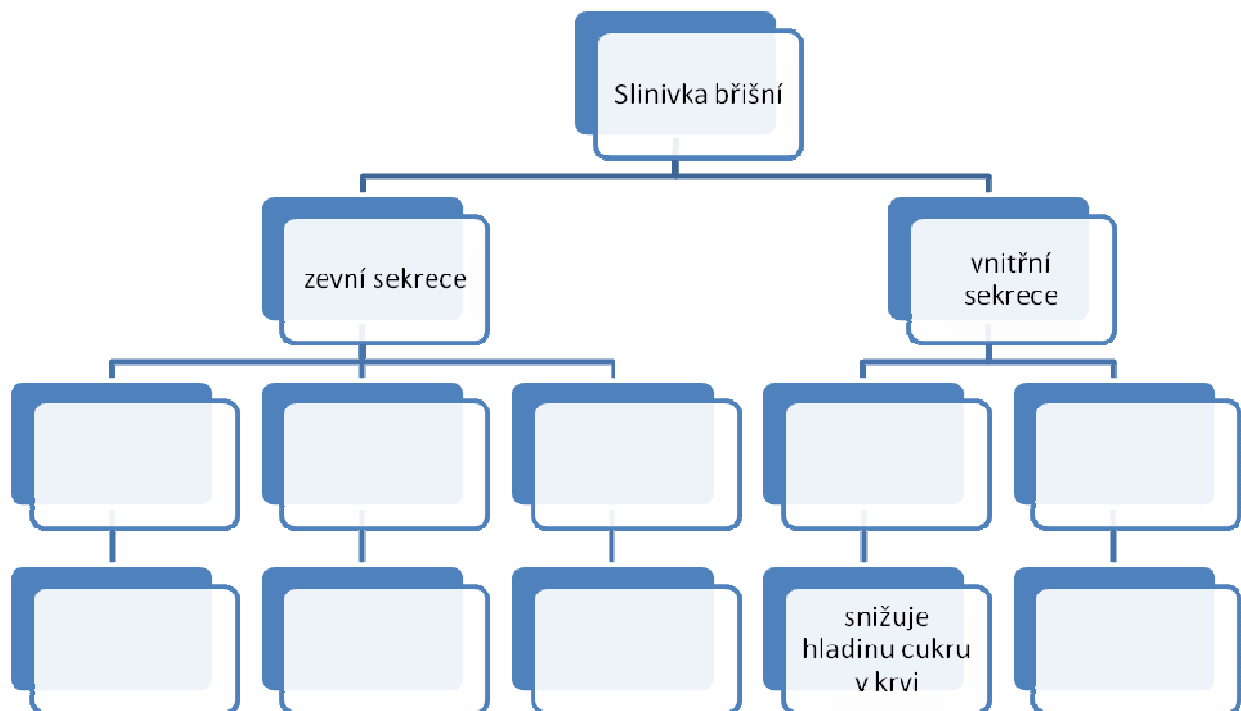 Slinivka břišní
zevní sekrece
vnitřní
sekrece
snižuje
hladinu cukru
v krvi